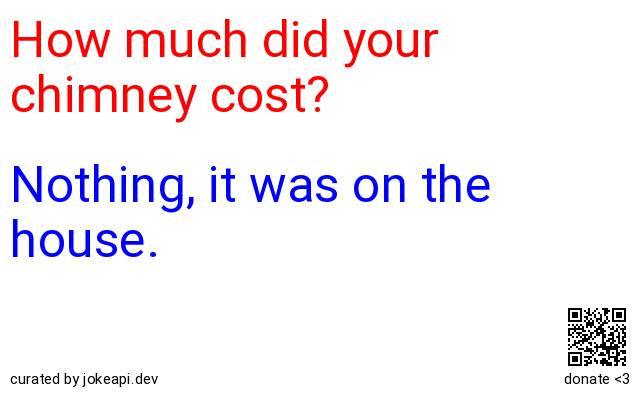 How much did your
chimney cost?
Nothing, it was on the
house.
curated by jokeapi.dev
donate <3